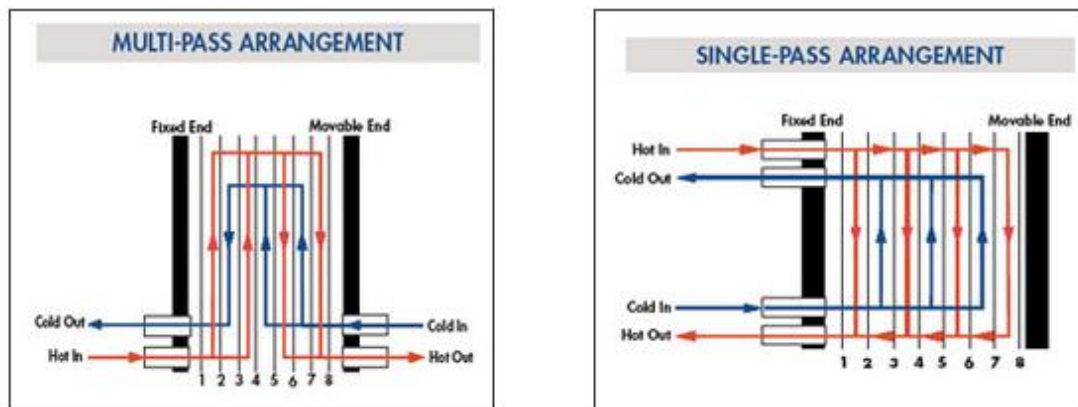 MULTI-PASS ARRANGEMENT
Fixed End
Movable End
Cold Out
Cold In
Hot In
Hot Out
1 2 3 4 5 6 7 8
SINGLE-PASS ARRANGEMENT
Fixed End
Movable End
Hot In
Cold Out
Cold In
Hot Out
1 2 3 4 5 6 7 8